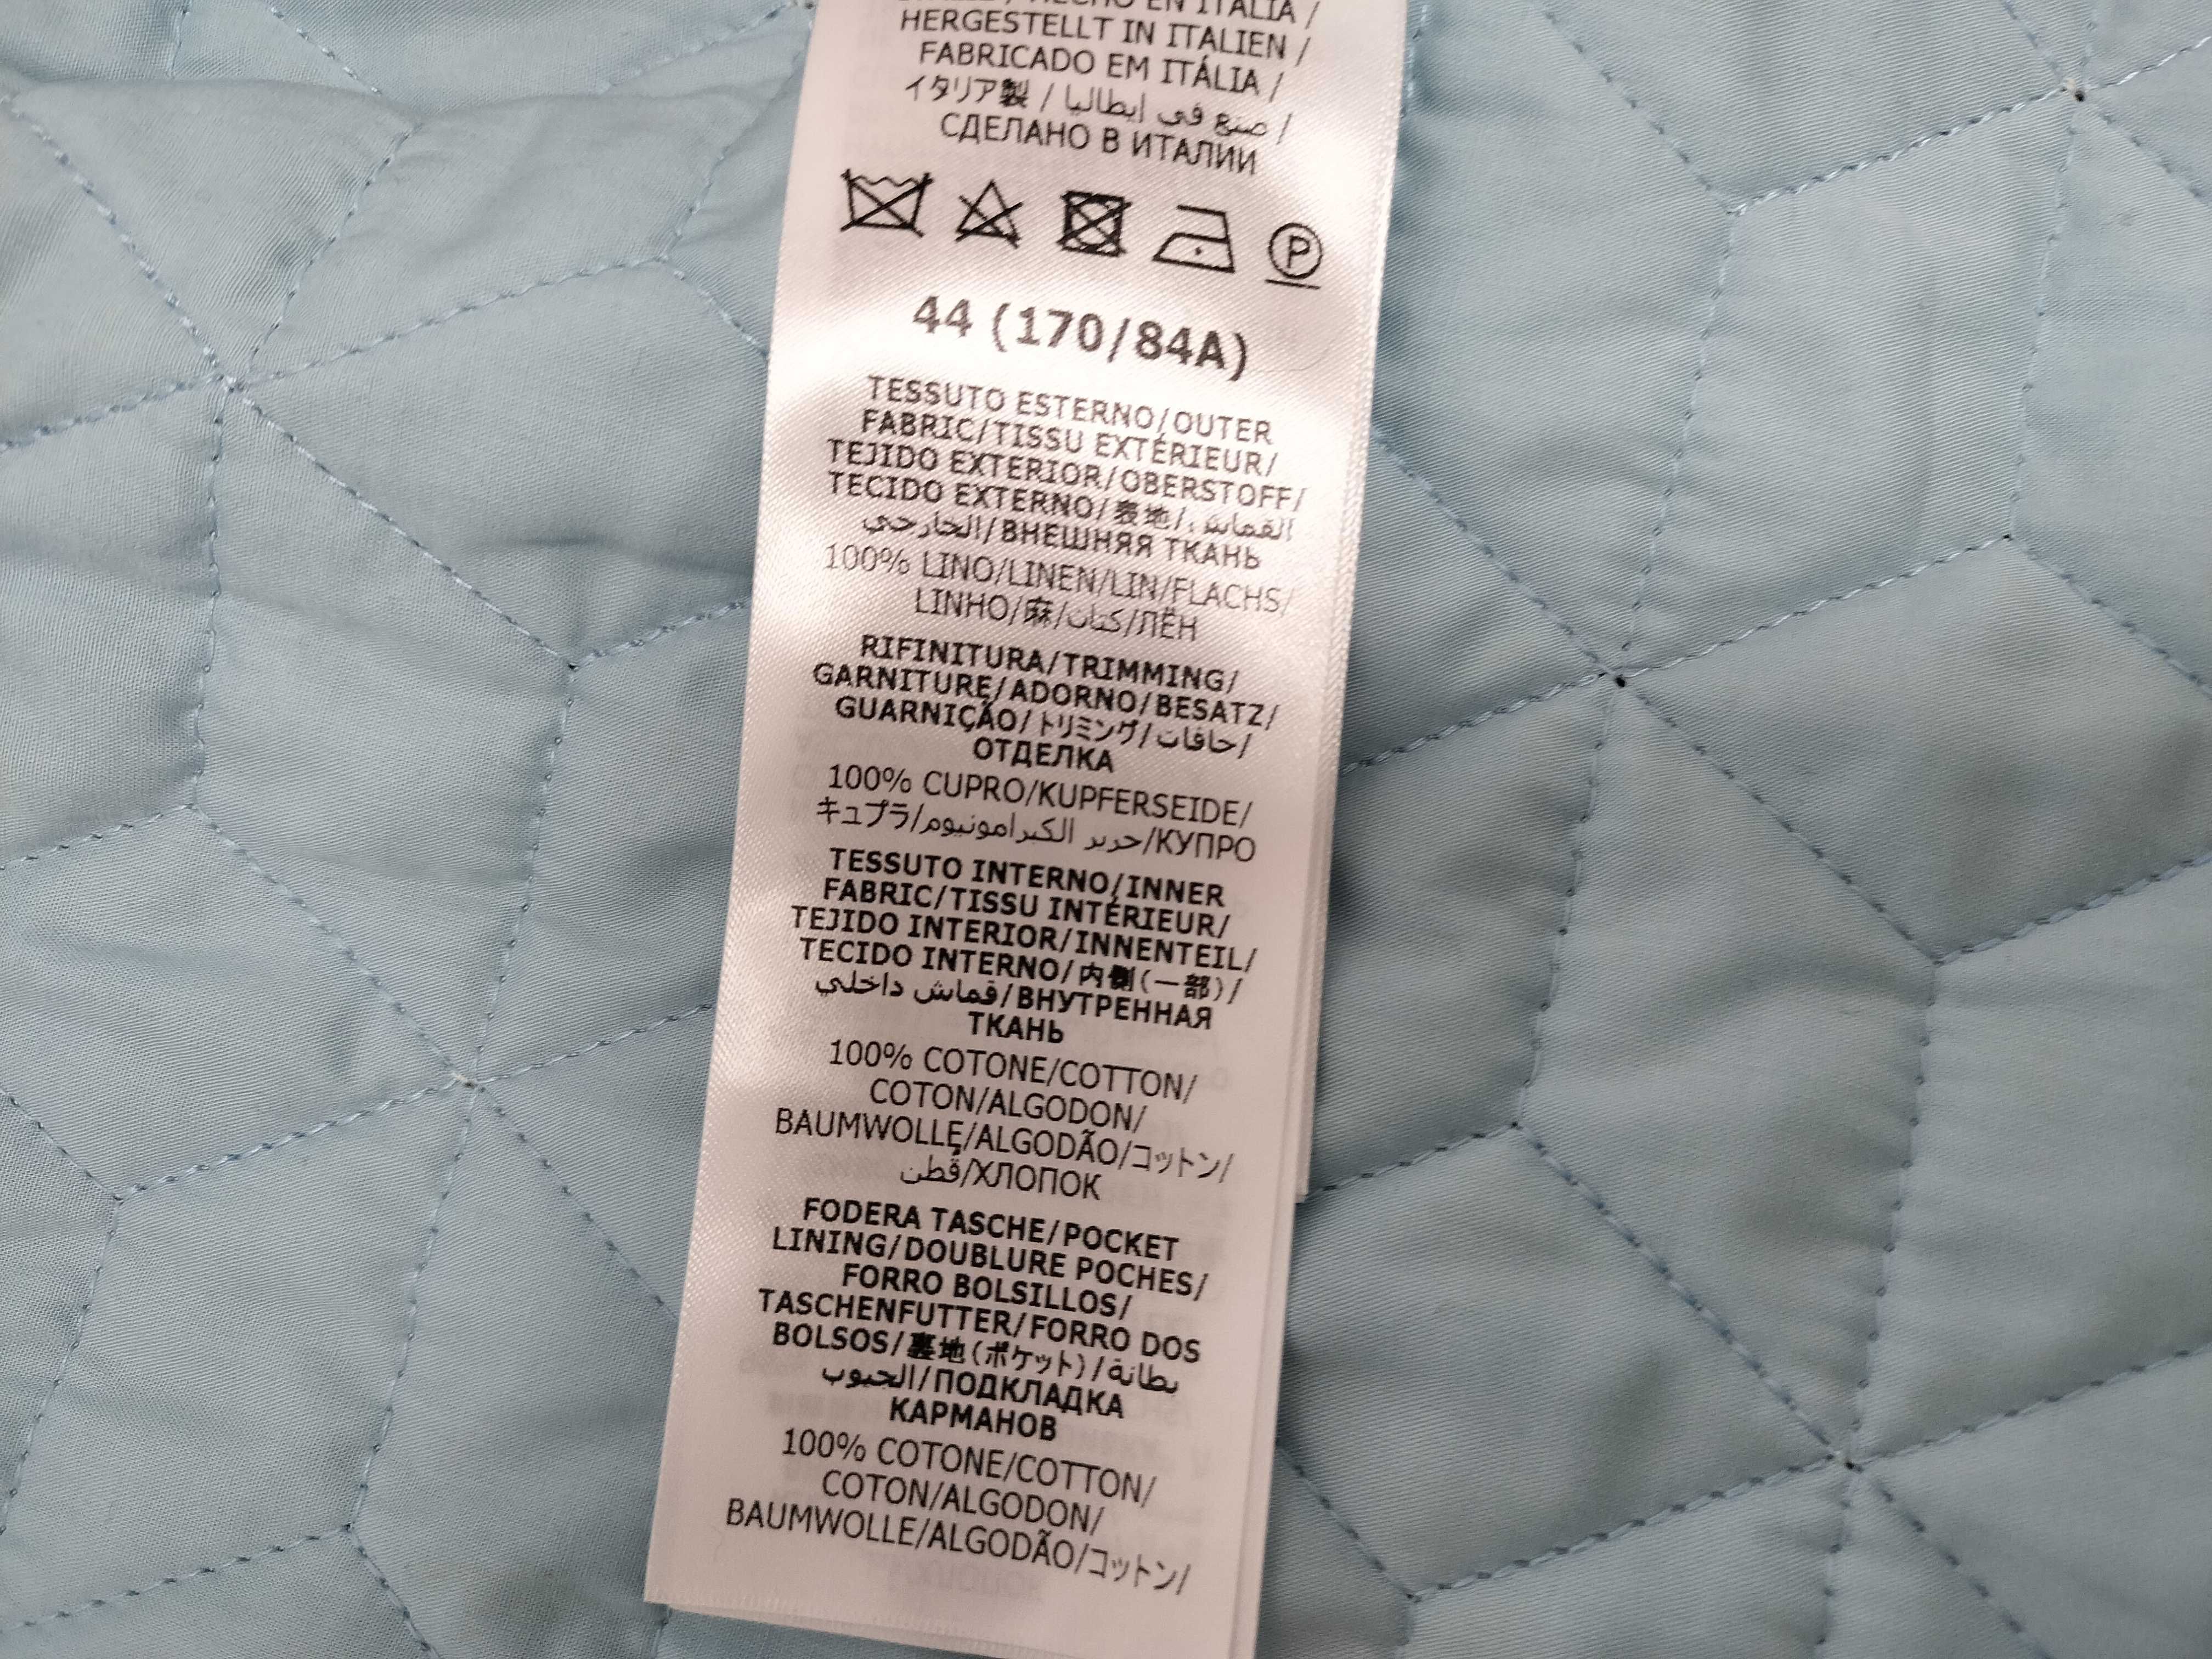 HECHO EN ITALIA /
HERGESTELLT IN ITALIEN /
FABRICADO EM ITÁLIA /
イタリア製 / صنع في إيطاليا /
СДЕЛАНО В ИТАЛИИ
P
44 (170/84A)
TESSUTO ESTERNO/OUTER
FABRIC/TISSU EXTÉRIEUR/
TEJIDO EXTERIOR/OBERSTOFF/
TECIDO EXTERNO/表地/القماش
الخارجي/ВНЕШНЯЯ ТКАНЬ
100% LINO/LINEN/LIN/FLACHS/
LINHO/麻/كتان/ЛЁН
RIFINITURA/TRIMMING/
GARNITURE/ADORNO/BESATZ/
GUARNIÇÃO/トリミング/حافات/
ОТДЕЛКА
100% CUPRO/KUPFERSEIDE/
キュプラ/حرير الكبرامونيوم/КУПРО
TESSUTO INTERNO/INNER
FABRIC/TISSU INTÉRIEUR/
TEJIDO INTERIOR/INNENTEIL/
TECIDO INTERNO/内側(一部)/
قماش داخلي/ВНУТРЕННАЯ
ТКАНЬ
100% COTONE/COTTON/
COTON/ALGODON/
BAUMWOLLE/ALGODÃO/コットン/
قطن/ХЛОПОК
FODERA TASCHE/POCKET
LINING/DOUBLURE POCHES/
FORRO BOLSILLOS/
TASCHENFUTTER/FORRO DOS
BOLSOS/裏地(ポケット)/بطانة
الجيوب/ПОДКЛАДКА
КАРМАНОВ
100% COTONE/COTTON/
COTON/ALGODON/
BAUMWOLLE/ALGODÃO/コットン/